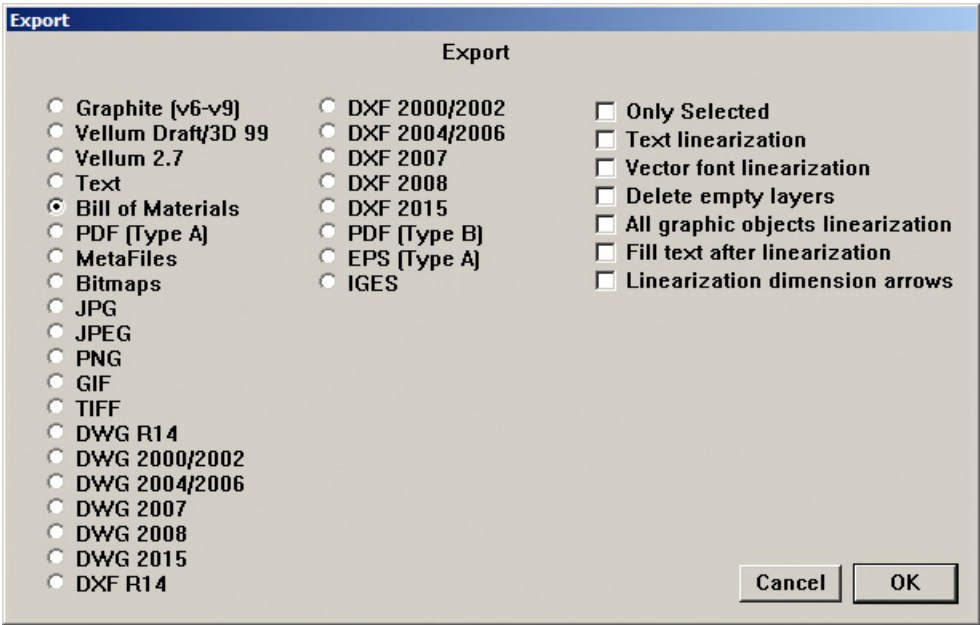 Export
Export
Graphite (v6-v9)
Vellum Draft/3D 99
Vellum 2.7
Text
Bill of Materials
PDF (Type A)
MetaFiles
Bitmaps
JPG
JPEG
PNG
GIF
TIFF
DWG R14
DWG 2000/2002
DWG 2004/2006
DWG 2007
DWG 2008
DWG 2015
DXF R14
DXF 2000/2002
DXF 2004/2006
DXF 2007
DXF 2008
DXF 2015
PDF (Type B)
EPS (Type A)
IGES
Only Selected
Text linearization
Vector font linearization
Delete empty layers
All graphic objects linearization
Fill text after linearization
Linearization dimension arrows
Cancel
OK